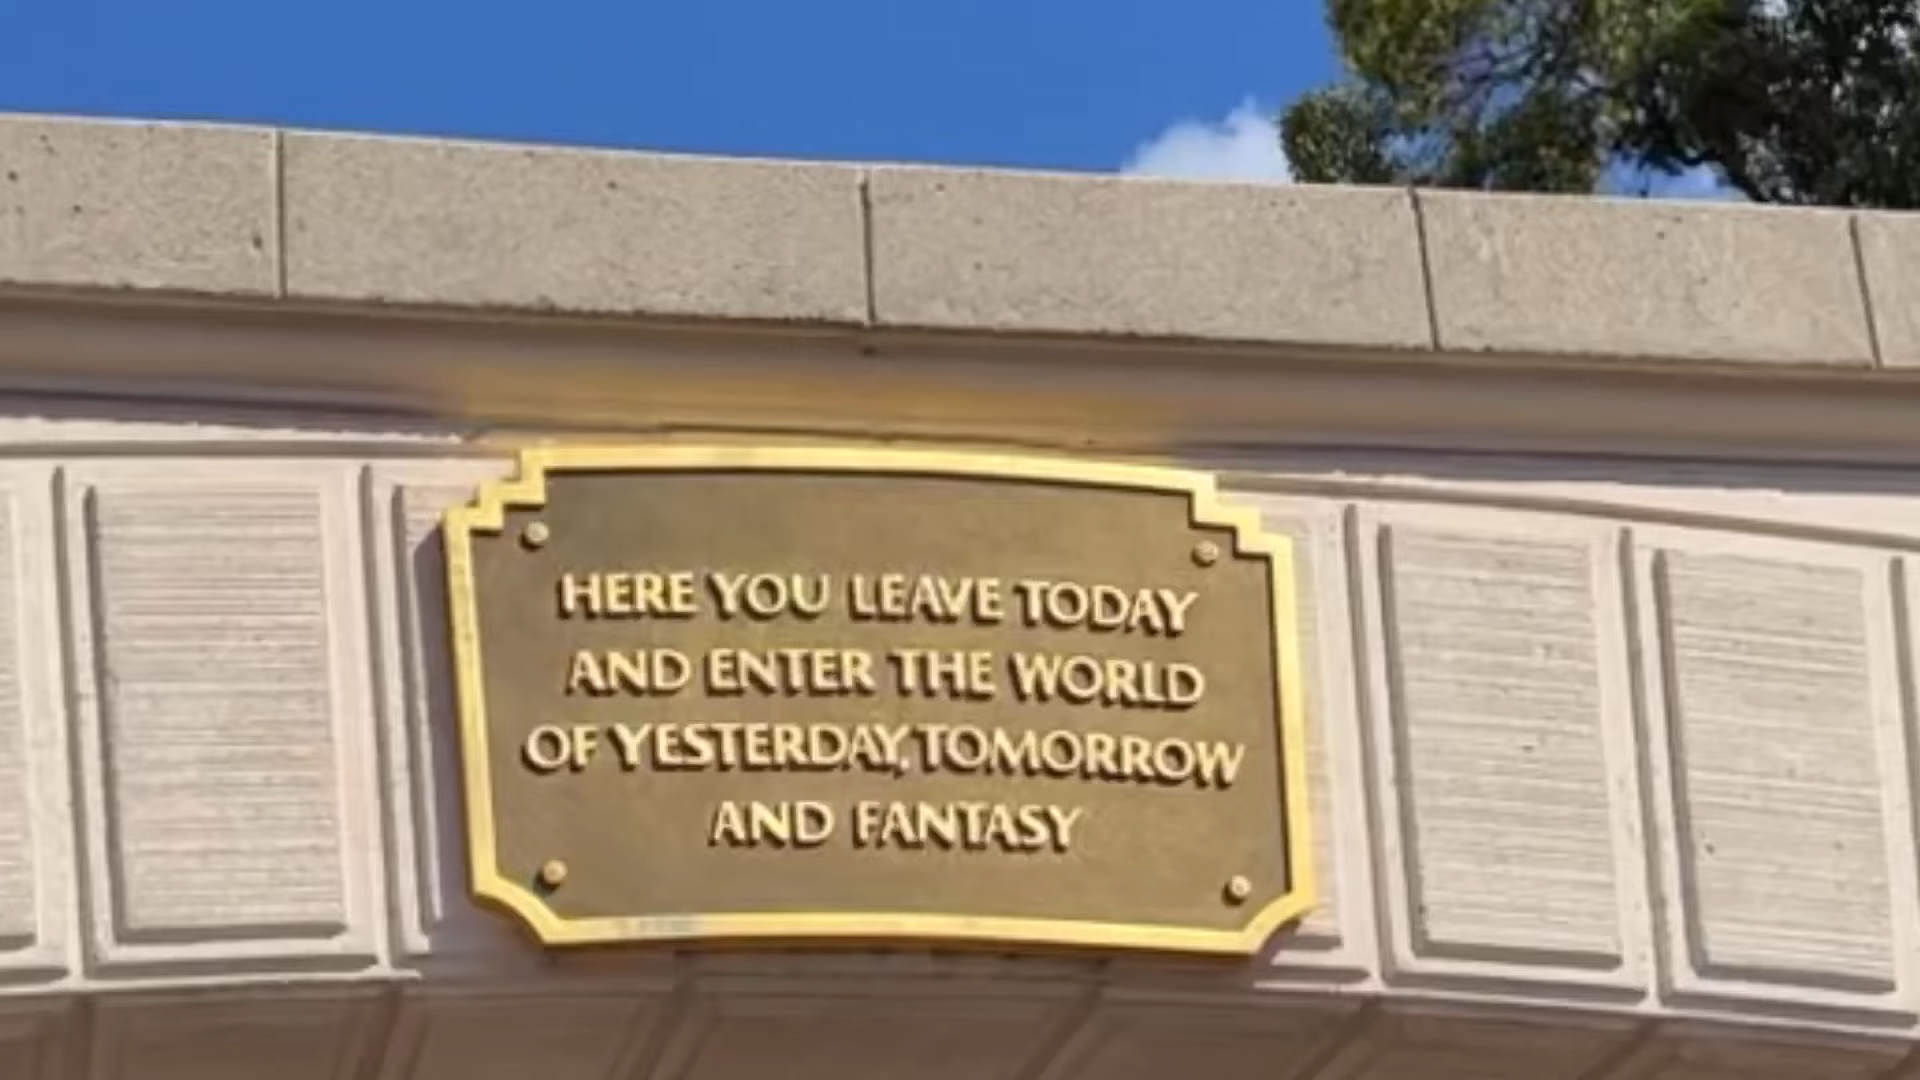 HERE YOU LEAVE TODAY
AND ENTER THE WORLD
OF YESTERDAY, TOMORROW
AND FANTASY